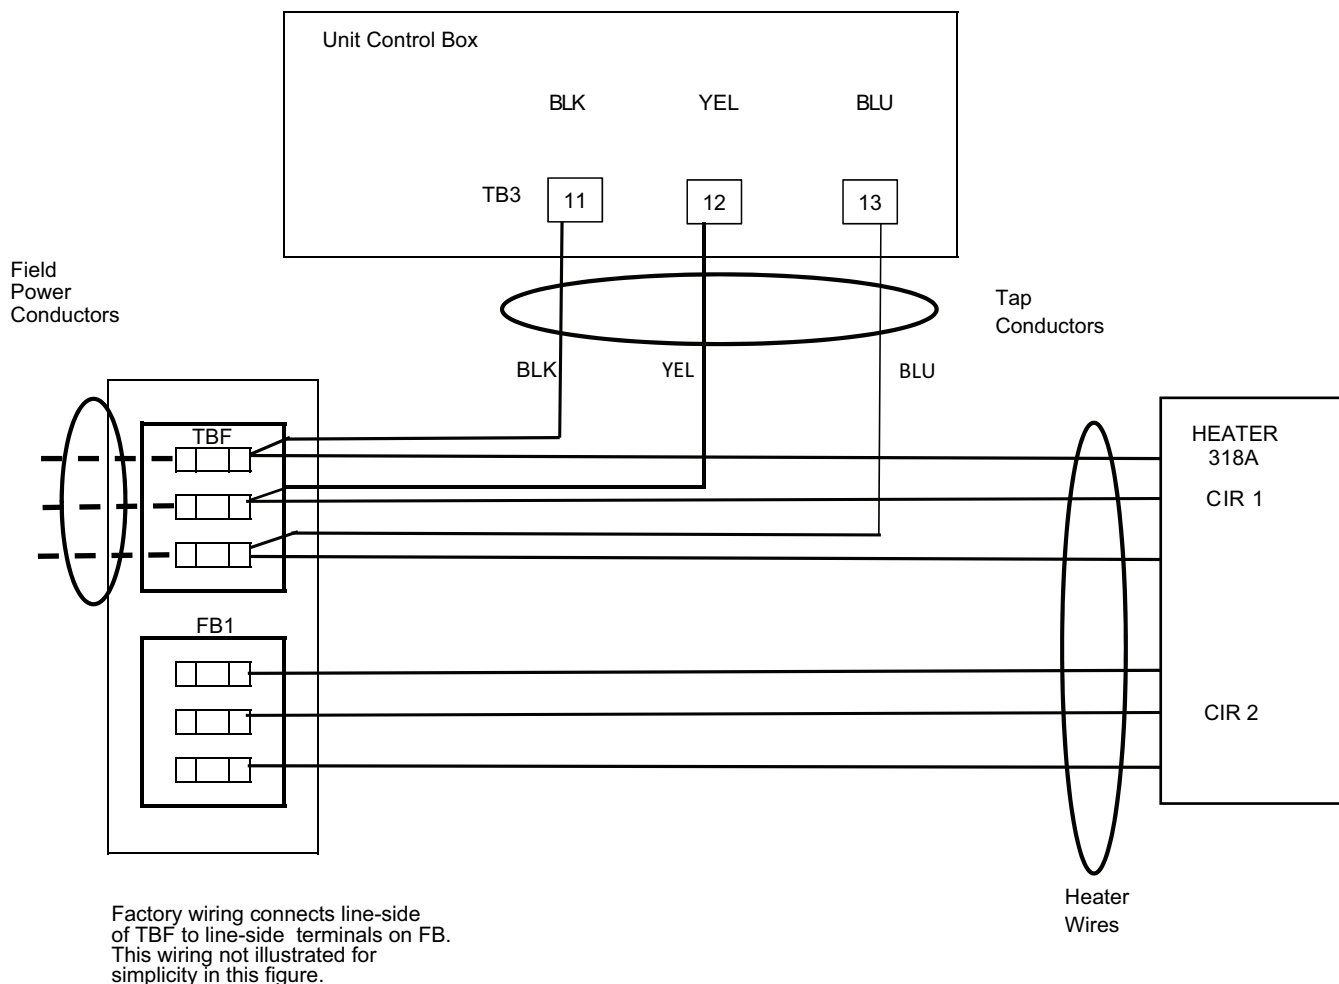 Unit Control Box
BLK YEL BLU
TB3 11 12 13
Field
Power
Conductors
Tap
Conductors
BLK YEL BLU
TBF
HEATER
318A
CIR 1
FB1
CIR 2
Heater
Wires
Factory wiring connects line-side
of TBF to line-side terminals on FB.
This wiring not illustrated for
simplicity in this figure.